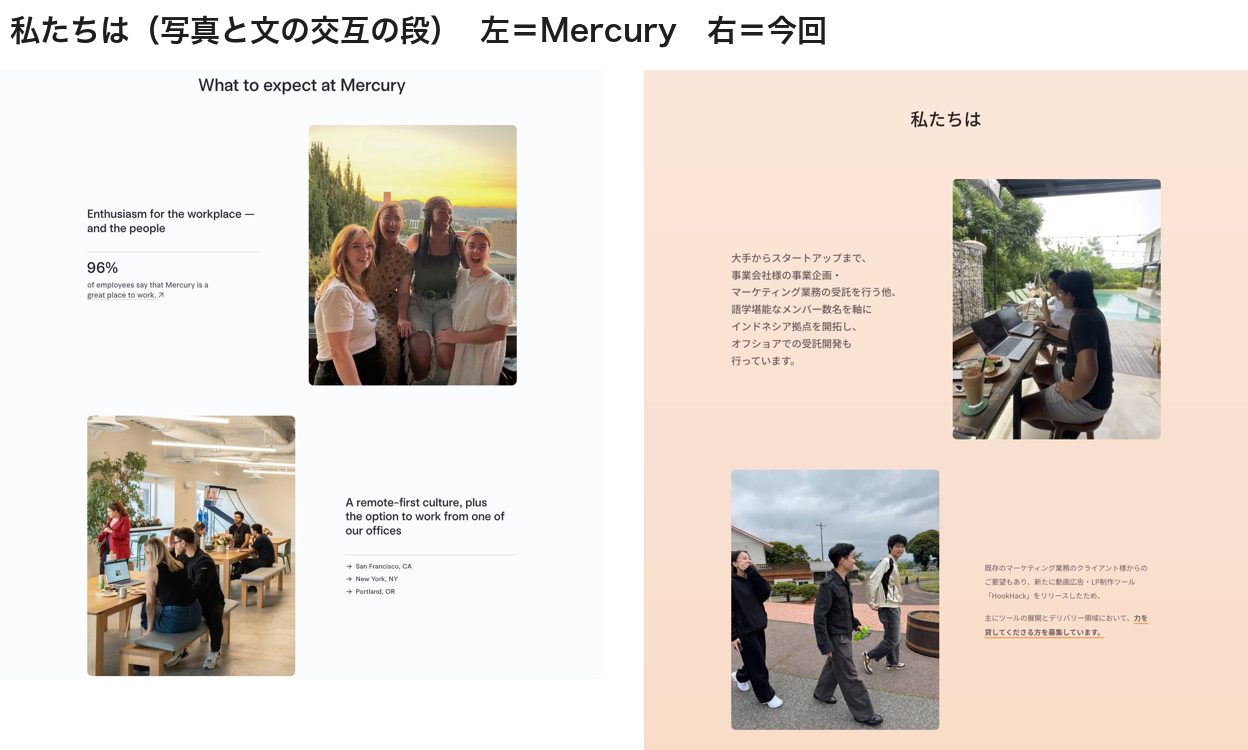 私たちは（写真と文の交互の段）　左＝Mercury　右＝今回
What to expect at Mercury
Enthusiasm for the workplace —
and the people
96%
of employees say that Mercury is a
great place to work. ↗
A remote-first culture, plus
the option to work from one of
our offices
→ San Francisco, CA
→ New York, NY
→ Portland, OR
私たちは
大手からスタートアップまで、
事業会社様の事業企画・
マーケティング業務の受託を行う他、
語学堪能なメンバー数名を軸に
インドネシア拠点を開拓し、
オフショアでの受託開発も
行っています。
既存のマーケティング業務のクライアント様からの
ご要望もあり、新たに動画広告・LP制作ツール
「HookHack」をリリースしたため、
主にツールの展開とデリバリー領域において、力を
貸してくださる方を募集しています。